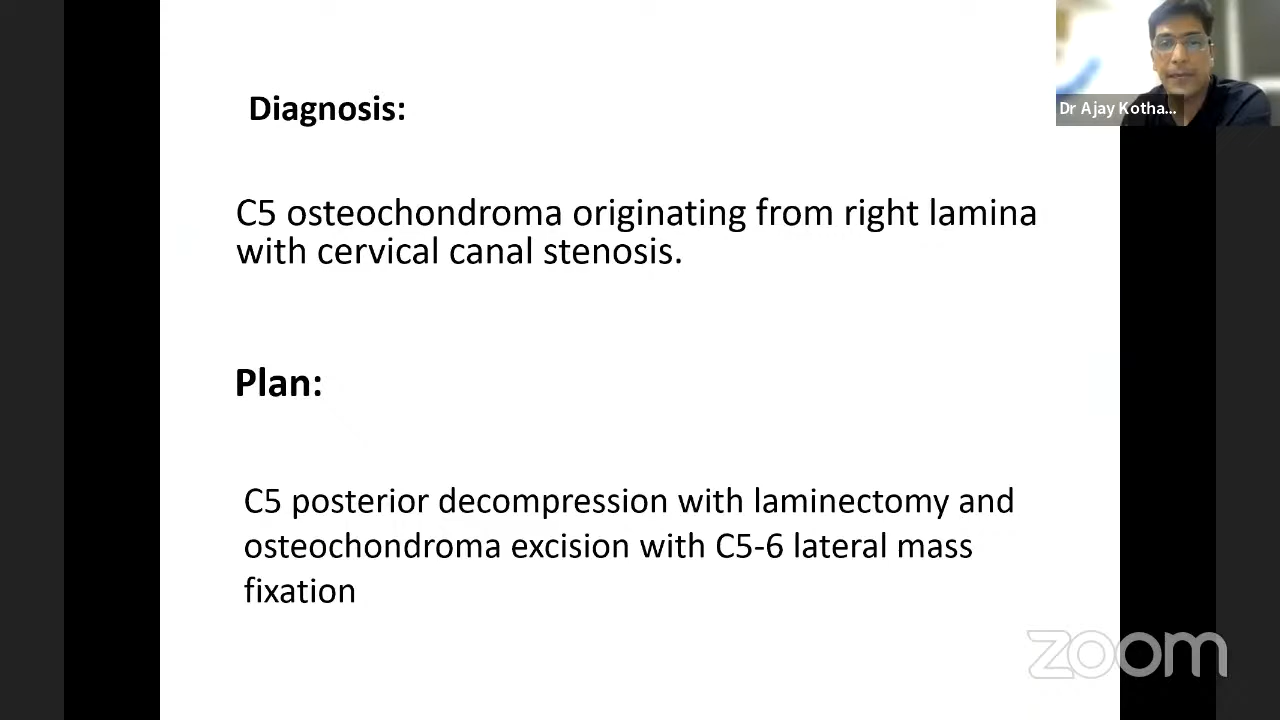 Diagnosis:
Dr Ajay Kotha...
C5 osteochondroma originating from right lamina
with cervical canal stenosis.
Plan:
C5 posterior decompression with laminectomy and
osteochondroma excision with C5-6 lateral mass
fixation
zoom